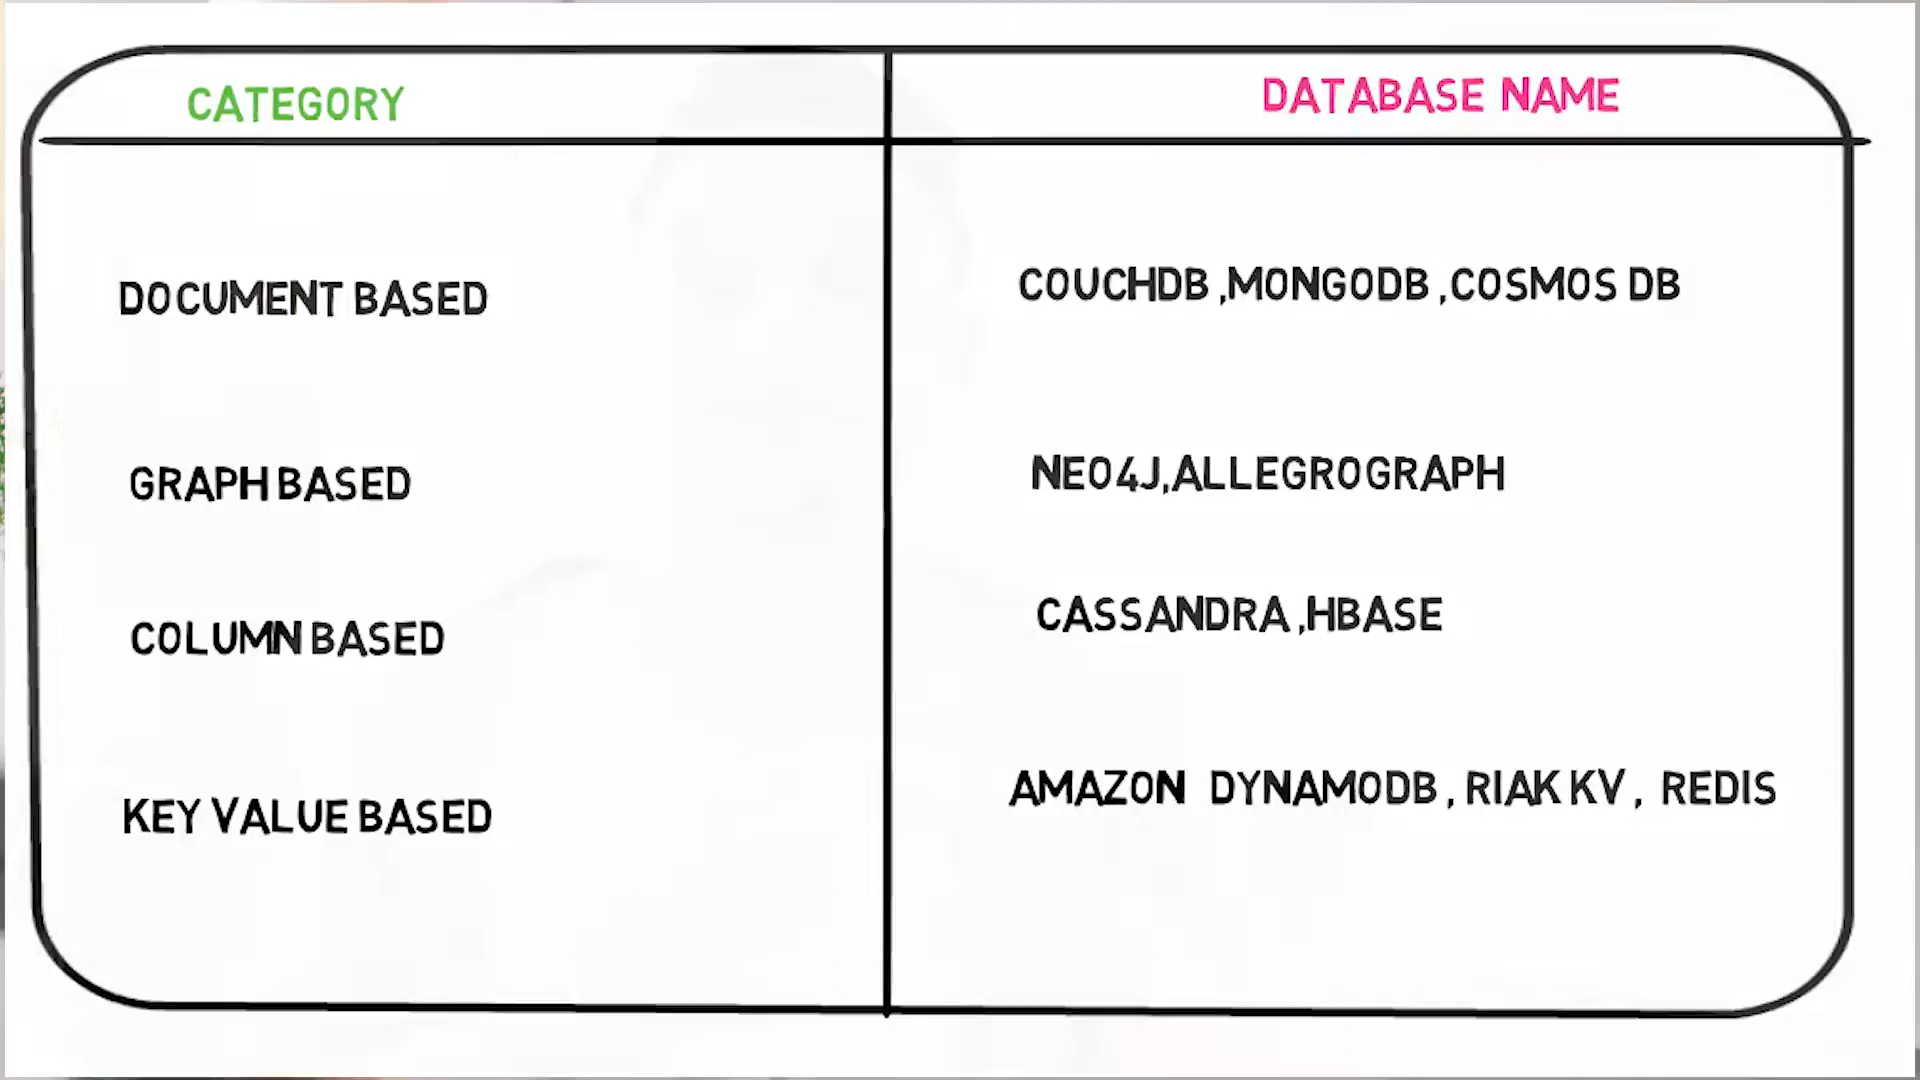 CATEGORY DATABASE NAME
DOCUMENT BASED COUCHDB ,MONGODB ,COSMOS DB
GRAPH BASED NEO4J,ALLEGROGRAPH
COLUMN BASED CASSANDRA ,HBASE
KEY VALUE BASED AMAZON DYNAMODB , RIAK KV , REDIS